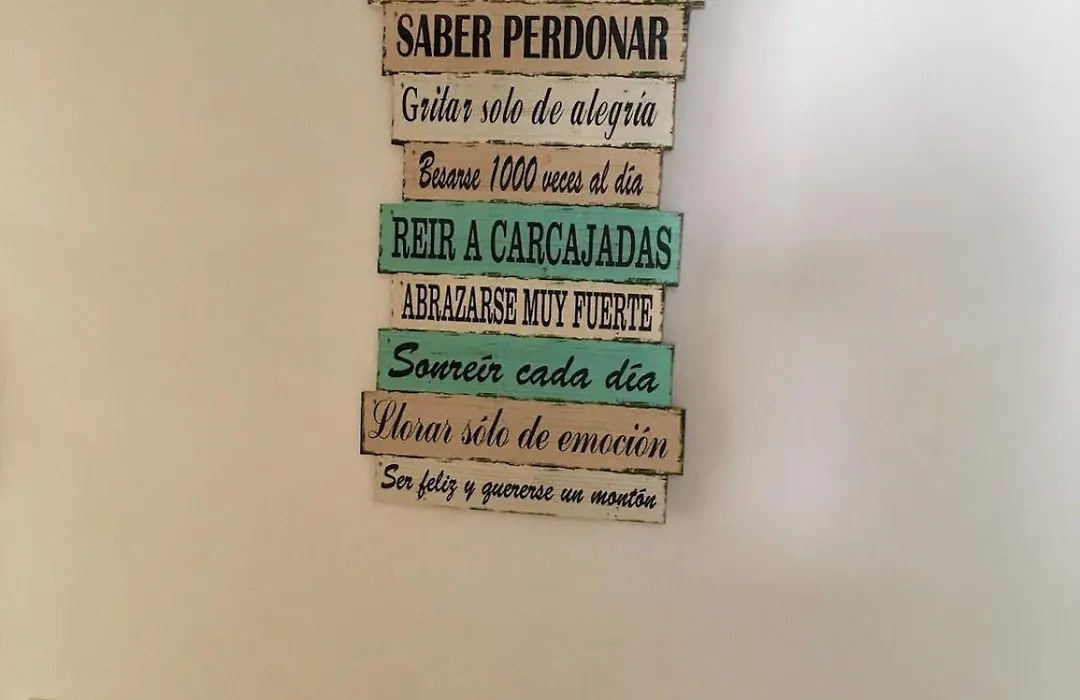 SABER PERDONAR
Gritar solo de alegría
Besarse 1000 veces al día
REIR A CARCAJADAS
ABRAZARSE MUY FUERTE
Sonreír cada día
Llorar sólo de emoción
Ser feliz y quererse un montón